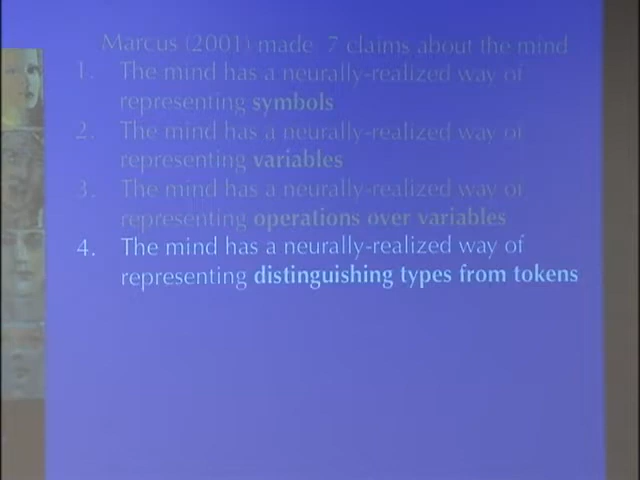 Marcus (2001) made 7 claims about the mind
1. The mind has a neurally-realized way of
representing symbols
2. The mind has a neurally-realized way of
representing variables
3. The mind has a neurally-realized way of
representing operations over variables
4. The mind has a neurally-realized way of
representing distinguishing types from tokens